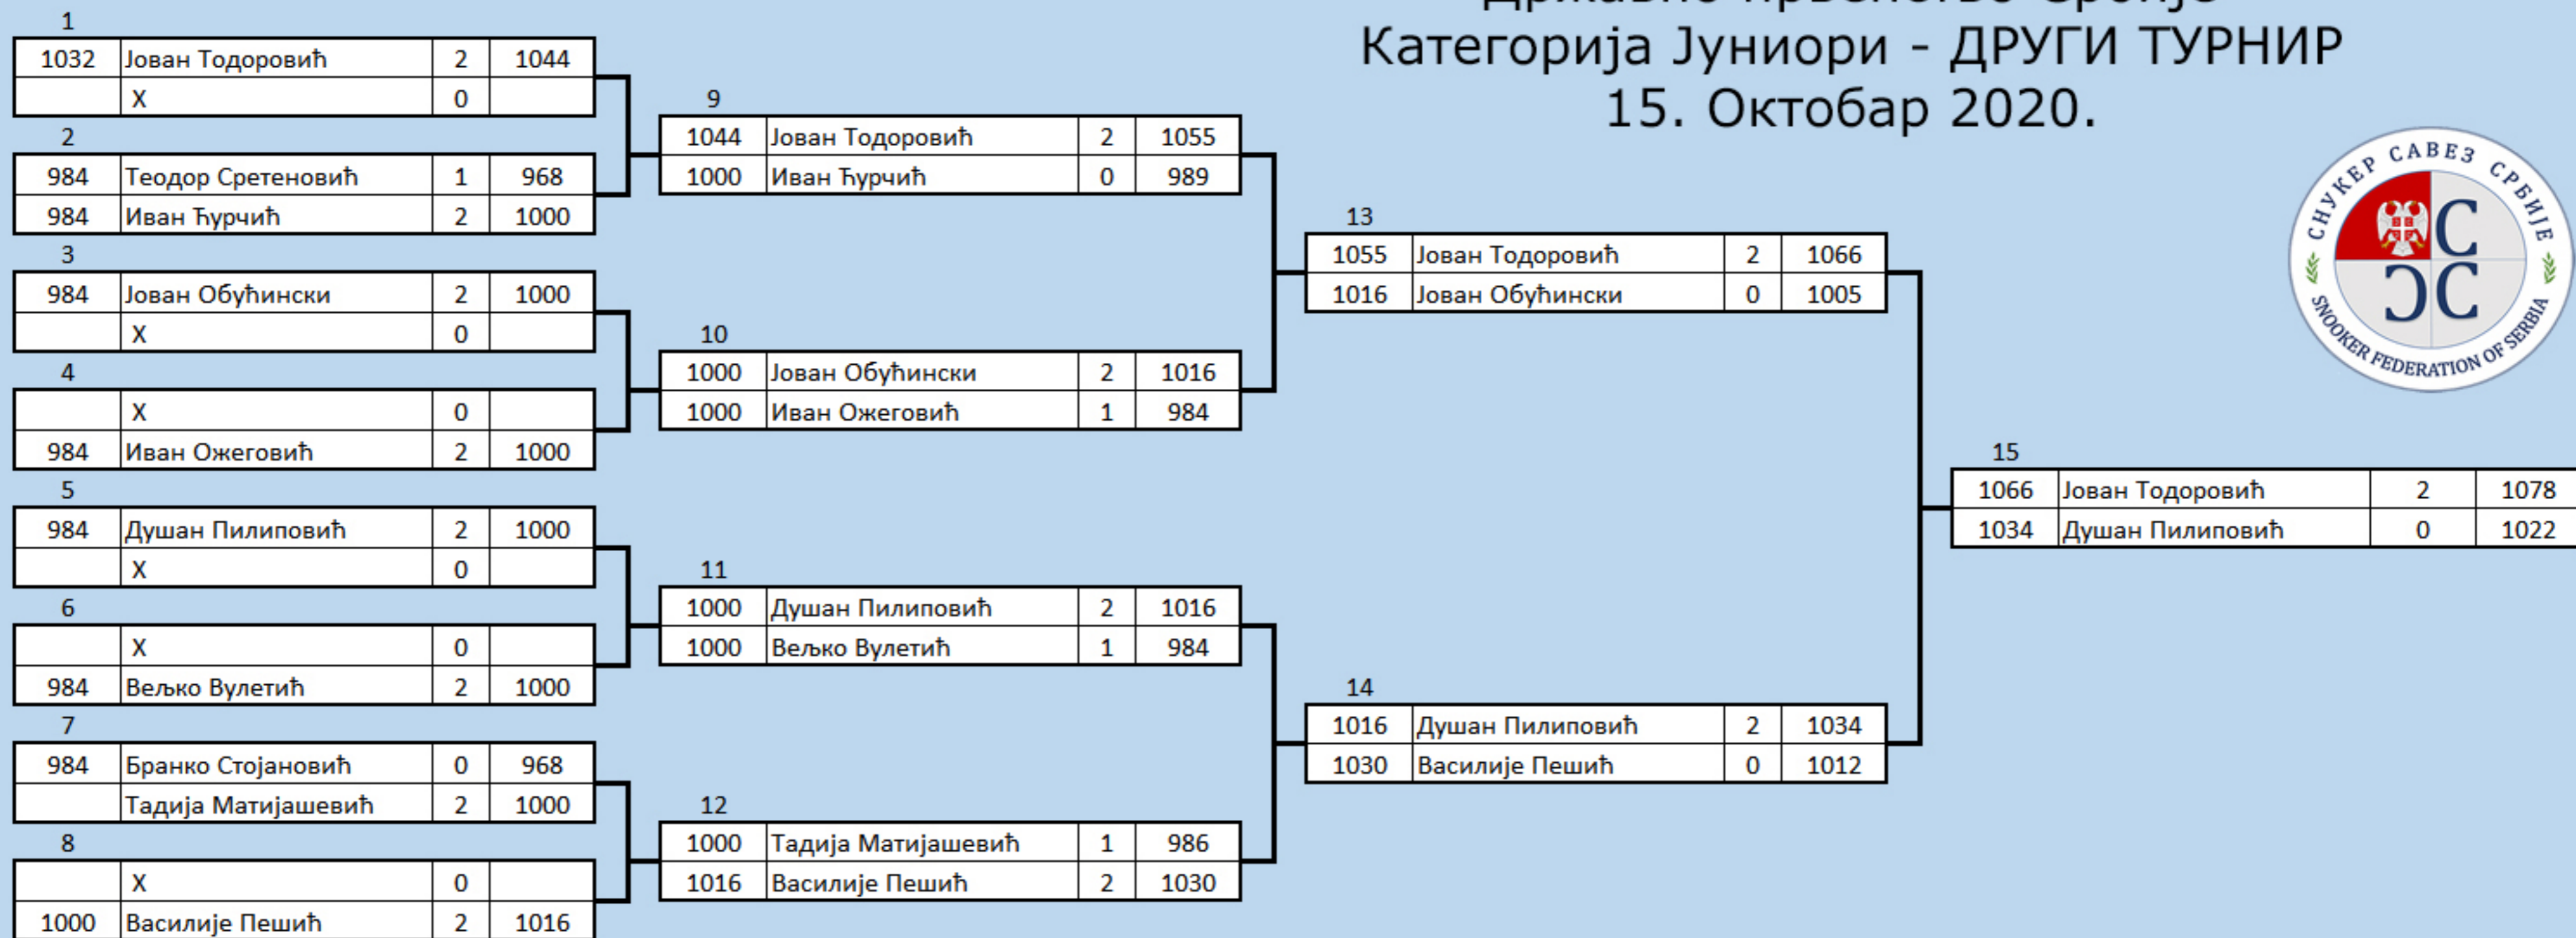 Категорија Јуниори - ДРУГИ ТУРНИР
15. Октобар 2020.
СНУКЕР САВЕЗ СРБИЈЕ
SNOOKER FEDERATION OF SERBIA
1
1032 Јован Тодоровић 2 1044
X 0
2
984 Теодор Сретеновић 1 968
984 Иван Ћурчић 2 1000
3
984 Јован Обућински 2 1000
X 0
4
X 0
984 Иван Ожеговић 2 1000
5
984 Душан Пилиповић 2 1000
X 0
6
X 0
984 Вељко Вулетић 2 1000
7
984 Бранко Стојановић 0 968
Тадија Матијашевић 2 1000
8
X 0
1000 Василије Пешић 2 1016
9
1044 Јован Тодоровић 2 1055
1000 Иван Ћурчић 0 989
10
1000 Јован Обућински 2 1016
1000 Иван Ожеговић 1 984
11
1000 Душан Пилиповић 2 1016
1000 Вељко Вулетић 1 984
12
1000 Тадија Матијашевић 1 986
1016 Василије Пешић 2 1030
13
1055 Јован Тодоровић 2 1066
1016 Јован Обућински 0 1005
14
1016 Душан Пилиповић 2 1034
1030 Василије Пешић 0 1012
15
1066 Јован Тодоровић 2 1078
1034 Душан Пилиповић 0 1022